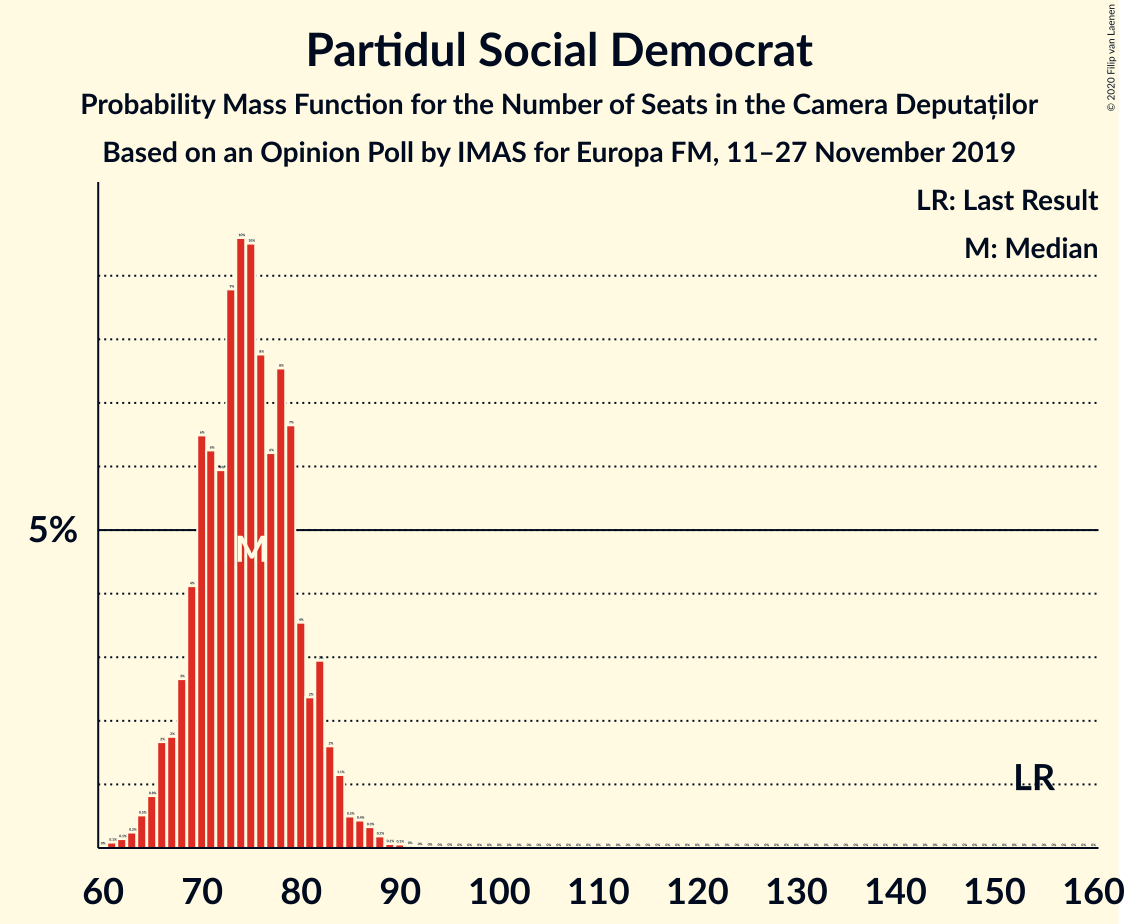 Partidul Social Democrat
Probability Mass Function for the Number of Seats in the Camera Deputaților
Based on an Opinion Poll by IMAS for Europa FM, 11–27 November 2019
© 2020 Filip van Laenen
LR: Last Result
M: Median
5%
M
LR
60 70 80 90 100 110 120 130 140 150 160